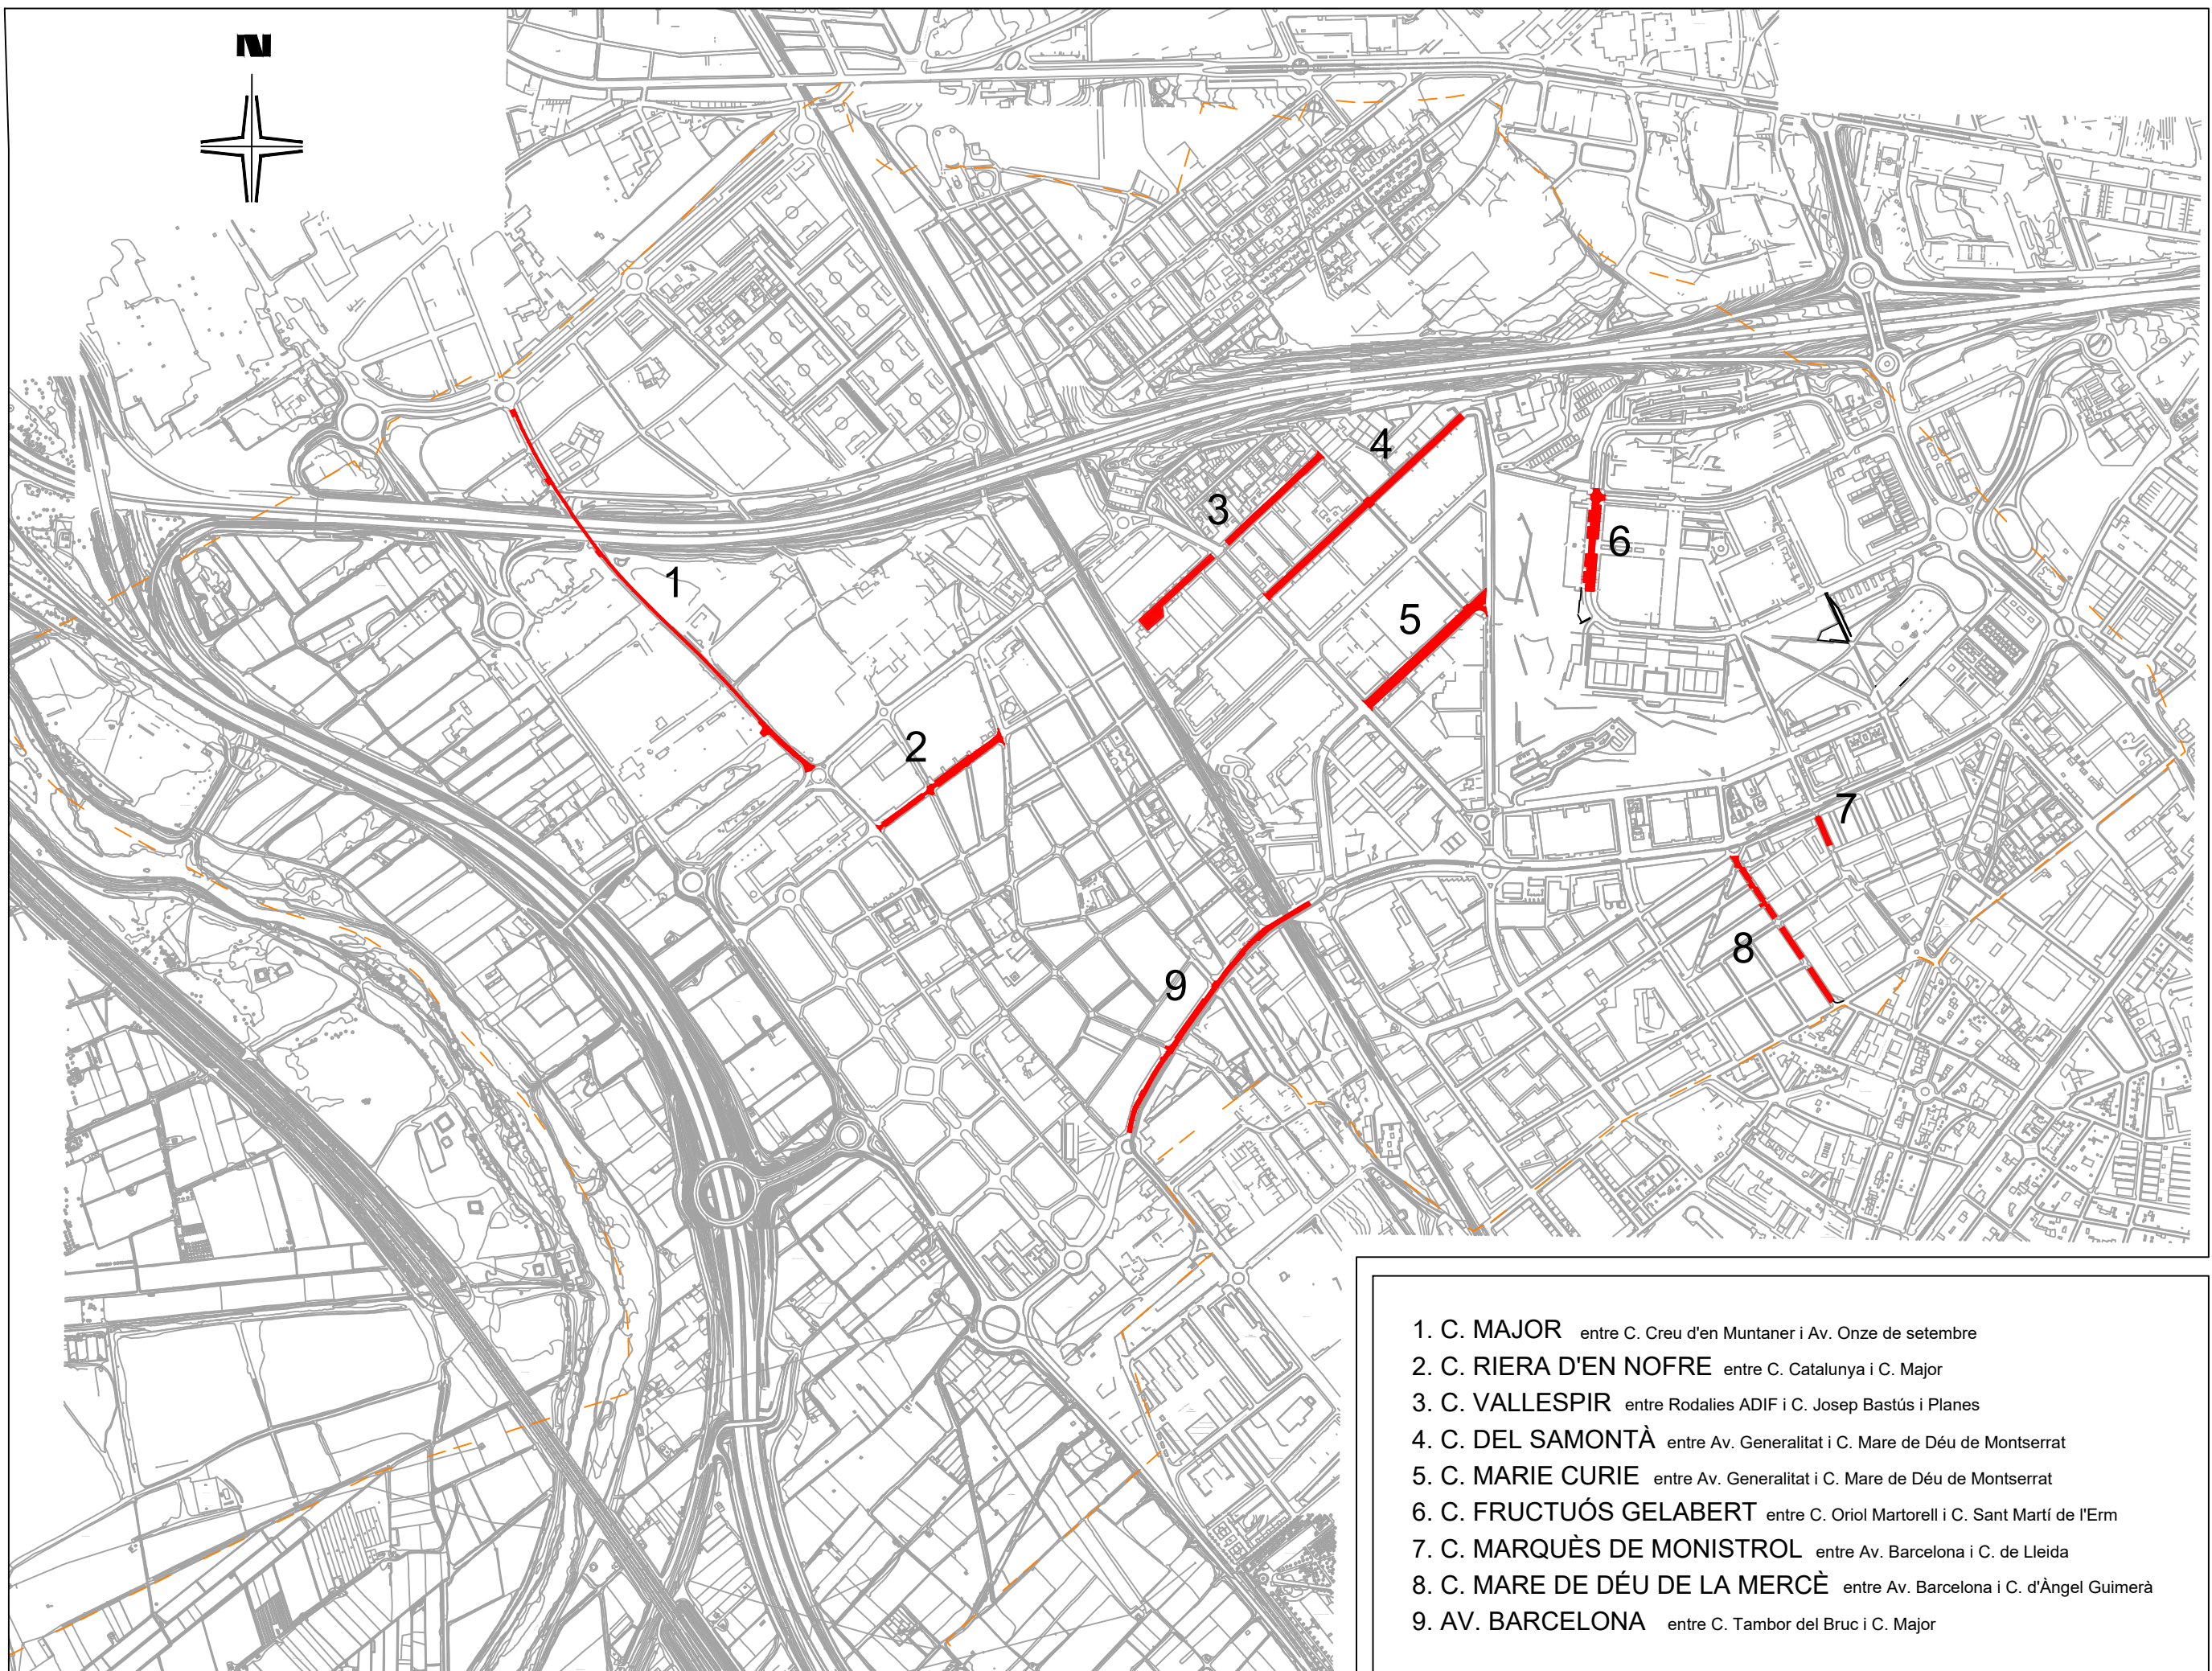 N
1
2
3
4
5
6
7
8
9
1. C. MAJOR entre C. Creu d'en Muntaner i Av. Onze de setembre
2. C. RIERA D'EN NOFRE entre C. Catalunya i C. Major
3. C. VALLESPIR entre Rodalies ADIF i C. Josep Bastús i Planes
4. C. DEL SAMONTÀ entre Av. Generalitat i C. Mare de Déu de Montserrat
5. C. MARIE CURIE entre Av. Generalitat i C. Mare de Déu de Montserrat
6. C. FRUCTUÓS GELABERT entre C. Oriol Martorell i C. Sant Martí de l'Erm
7. C. MARQUÈS DE MONISTROL entre Av. Barcelona i C. de Lleida
8. C. MARE DE DÉU DE LA MERCÈ entre Av. Barcelona i C. d'Àngel Guimerà
9. AV. BARCELONA entre C. Tambor del Bruc i C. Major